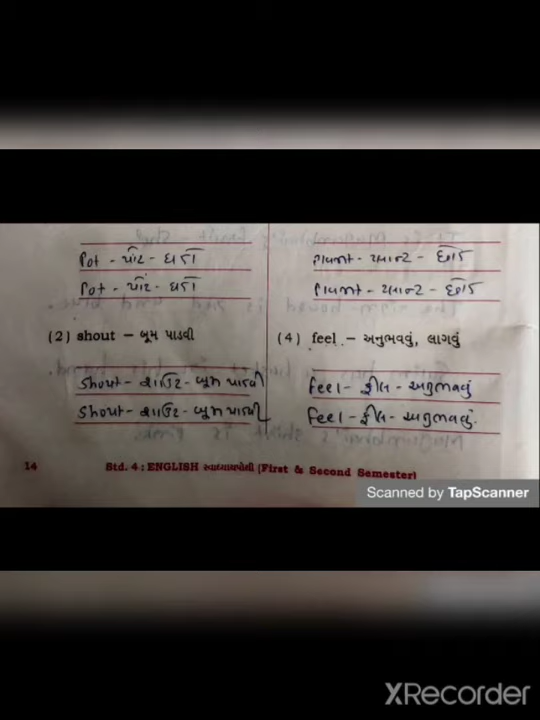 Pot - પોટ - ઘડો
Pot - પોટ - ઘડો
(2) shout – બૂમ પાડવી
Shout - શાઉટ - બૂમ પાડવી
Shout - શાઉટ - બૂમ પાડવી
Plant - પ્લાન્ટ - છોડ
Plant - પ્લાન્ટ - છોડ
(4) feel – અનુભવવું, લાગવું
feel - ફીલ - અનુભવવું
feel - ફીલ - અનુભવવું.
14 Std. 4 : ENGLISH સ્વાધ્યાયપોથી (First & Second Semester)
Scanned by TapScanner
XRecorder